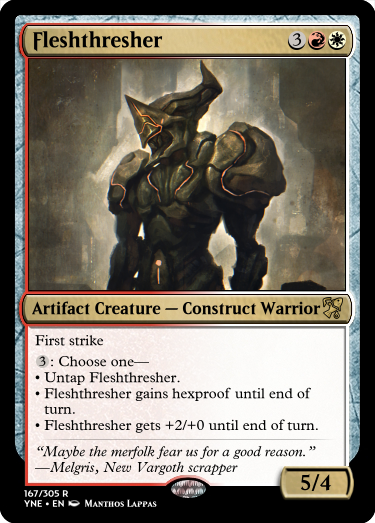 Fleshthresher 3
Artifact Creature — Construct Warrior
First strike
3: Choose one—
• Untap Fleshthresher.
• Fleshthresher gains hexproof until end of
turn.
• Fleshthresher gets +2/+0 until end of turn.
“Maybe the merfolk fear us for a good reason.”
—Melgris, New Vargoth scrapper
5/4
167/305 R
YNE • EN Manthos Lappas